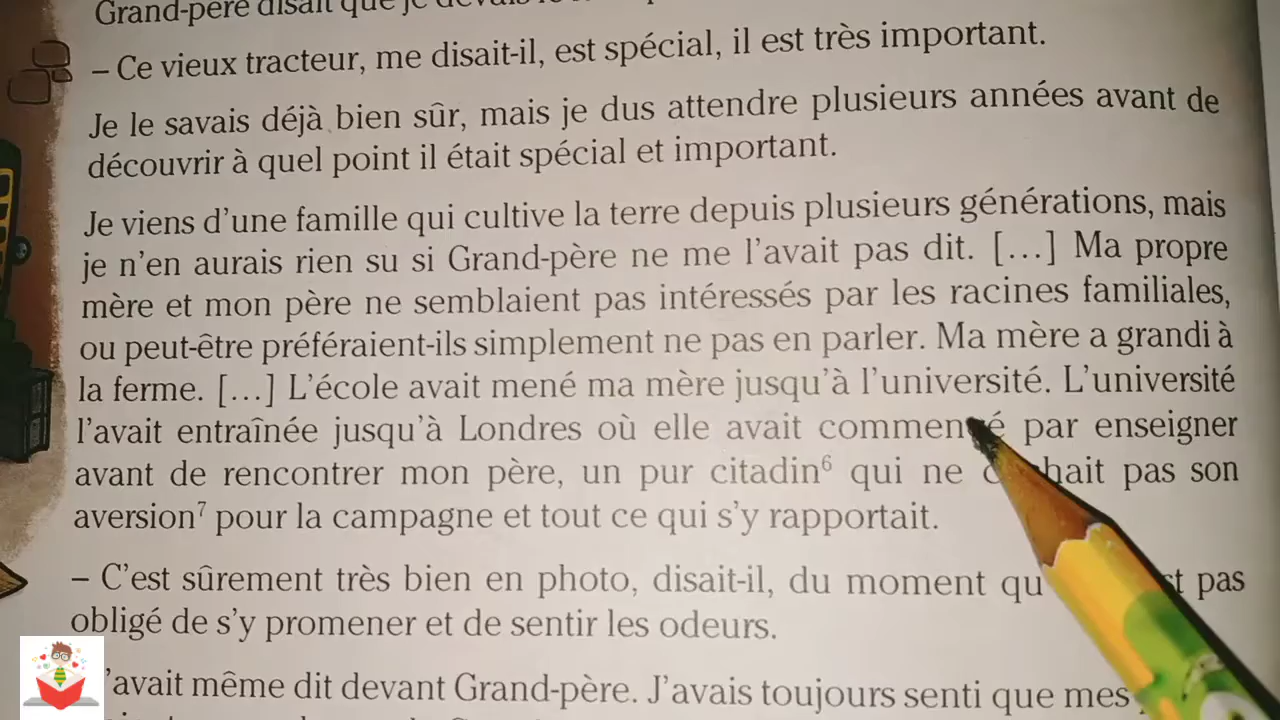 Grand-père disait que je devais
– Ce vieux tracteur, me disait-il, est spécial, il est très important.
Je le savais déjà bien sûr, mais je dus attendre plusieurs années avant de
découvrir à quel point il était spécial et important.
Je viens d'une famille qui cultive la terre depuis plusieurs générations, mais
je n'en aurais rien su si Grand-père ne me l'avait pas dit. […] Ma propre
mère et mon père ne semblaient pas intéressés par les racines familiales,
ou peut-être préféraient-ils simplement ne pas en parler. Ma mère a grandi à
la ferme. […] L'école avait mené ma mère jusqu'à l'université. L'université
l'avait entraînée jusqu'à Londres où elle avait commencé par enseigner
avant de rencontrer mon père, un pur citadin⁶ qui ne cachait pas son
aversion⁷ pour la campagne et tout ce qui s'y rapportait.
– C'est sûrement très bien en photo, disait-il, du moment pas
obligé de s'y promener et de sentir les odeurs.
'avait même dit devant Grand-père. J'avais toujours senti que mes